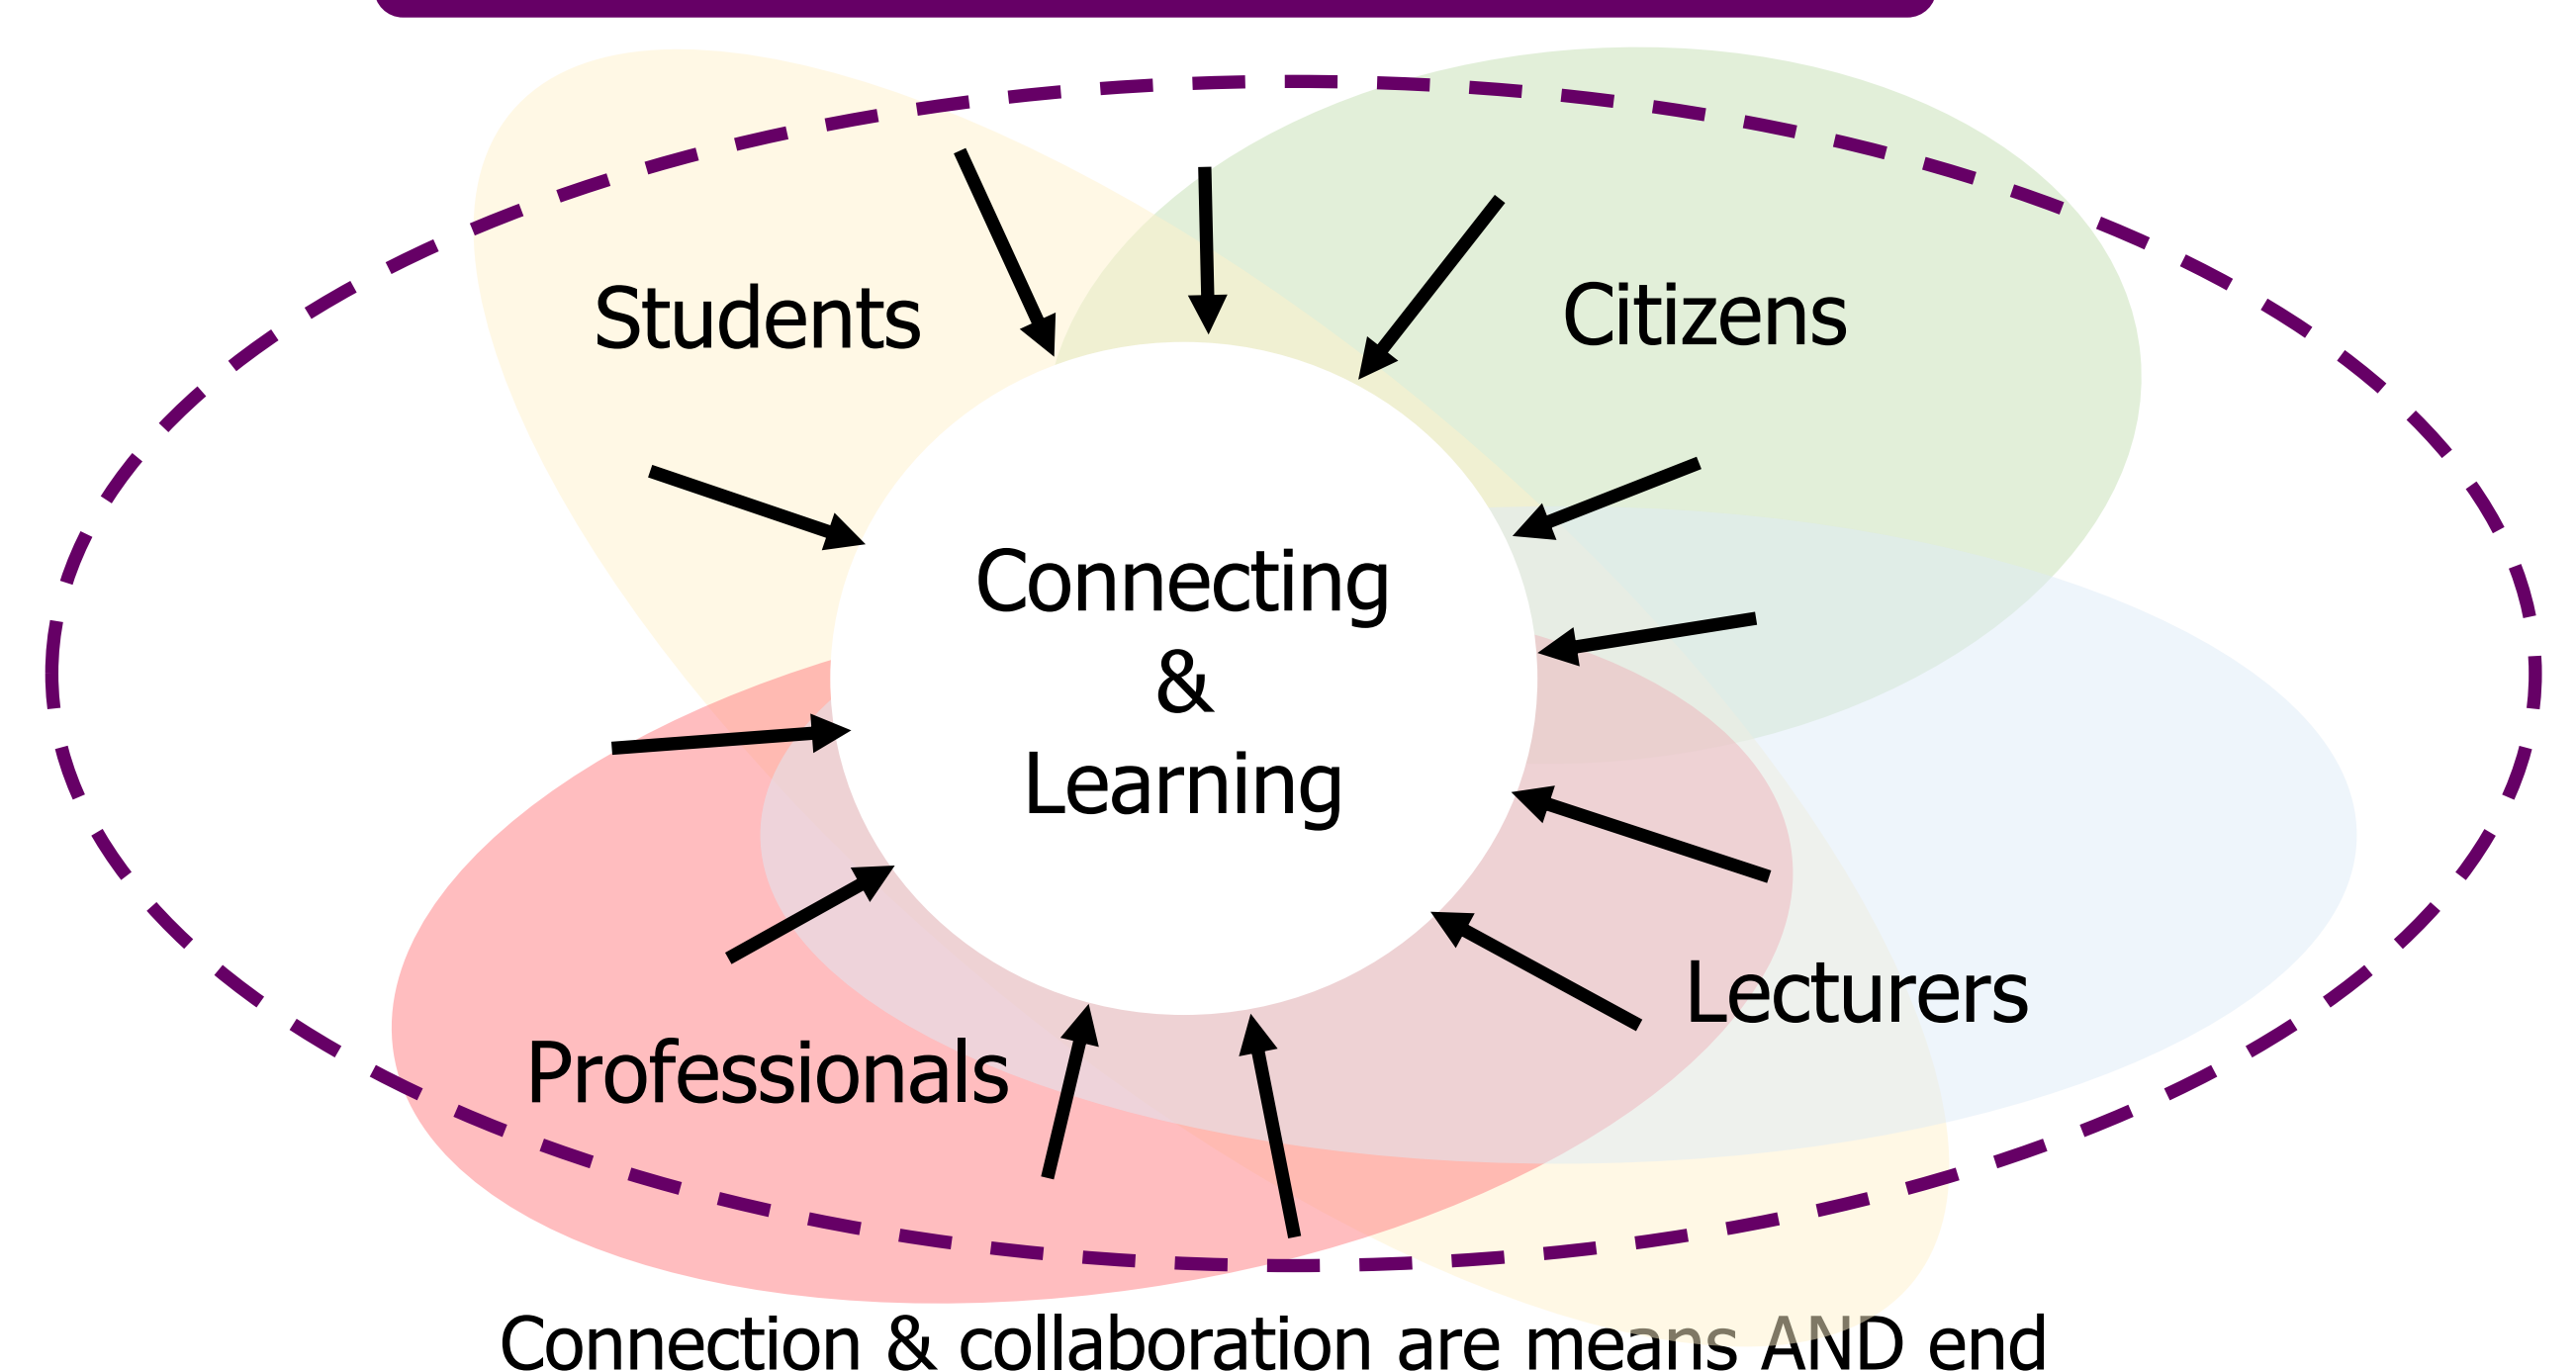 Students
Citizens
Connecting
&
Learning
Lecturers
Professionals
Connection & collaboration are means AND end